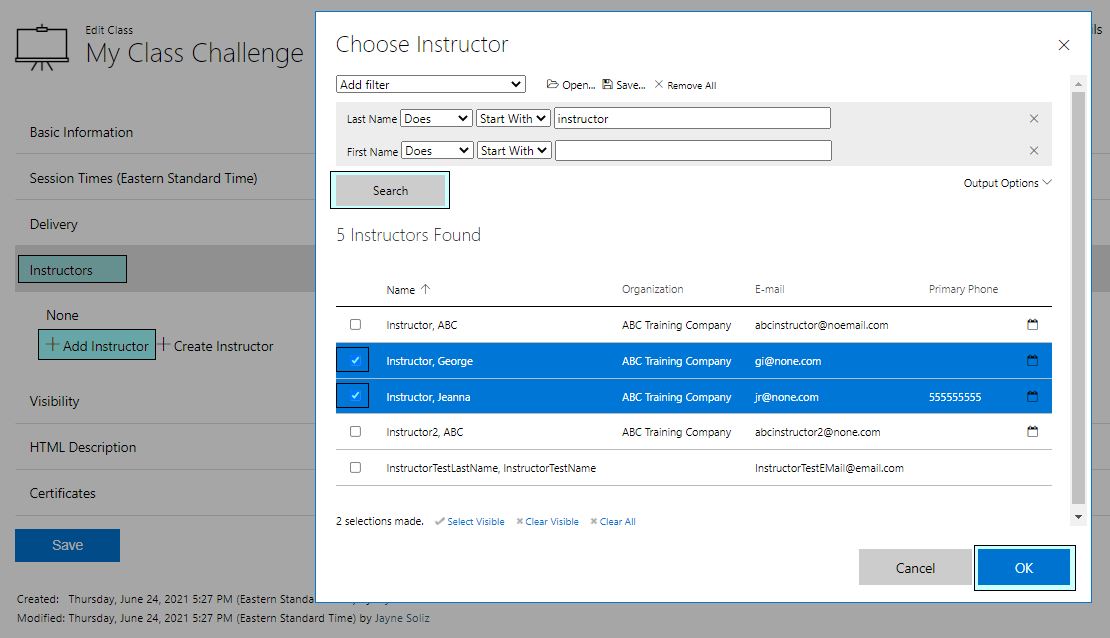 Edit Class
My Class Challenge
Basic Information
Session Times (Eastern Standard Time)
Delivery
Instructors
None
Add Instructor Create Instructor
Visibility
HTML Description
Certificates
Save
Created: Thursday, June 24, 2021 5:27 PM (Eastern Standa
Modified: Thursday, June 24, 2021 5:27 PM (Eastern Standard Time) by Jayne Soliz
ils
Choose Instructor
Add filter Open... Save... Remove All
Last Name Does Start With instructor
First Name Does Start With
Search
Output Options
5 Instructors Found
Name Organization E-mail Primary Phone
Instructor, ABC ABC Training Company abcinstructor@noemail.com
Instructor, George ABC Training Company gi@none.com
Instructor, Jeanna ABC Training Company jr@none.com 555555555
Instructor2, ABC ABC Training Company abcinstructor2@none.com
InstructorTestLastName, InstructorTestName InstructorTestEMail@email.com
2 selections made. Select Visible Clear Visible Clear All
Cancel OK